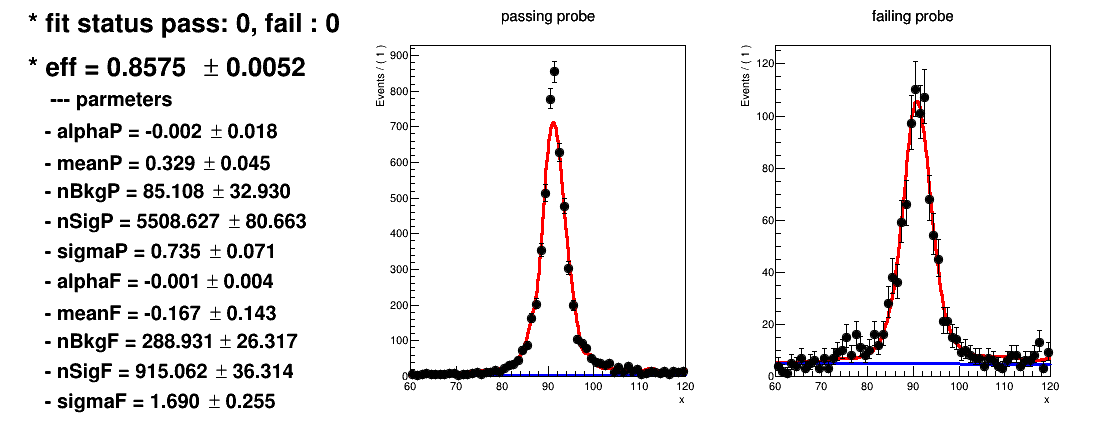 * fit status pass: 0, fail : 0
* eff = 0.8575 ± 0.0052
--- parmeters
- alphaP = -0.002 ± 0.018
- meanP = 0.329 ± 0.045
- nBkgP = 85.108 ± 32.930
- nSigP = 5508.627 ± 80.663
- sigmaP = 0.735 ± 0.071
- alphaF = -0.001 ± 0.004
- meanF = -0.167 ± 0.143
- nBkgF = 288.931 ± 26.317
- nSigF = 915.062 ± 36.314
- sigmaF = 1.690 ± 0.255
passing probe
Events / ( 1 )
900
800
700
600
500
400
300
200
100
0
60 70 80 90 100 110 120
x
failing probe
Events / ( 1 )
120
100
80
60
40
20
0
60 70 80 90 100 110 120
x